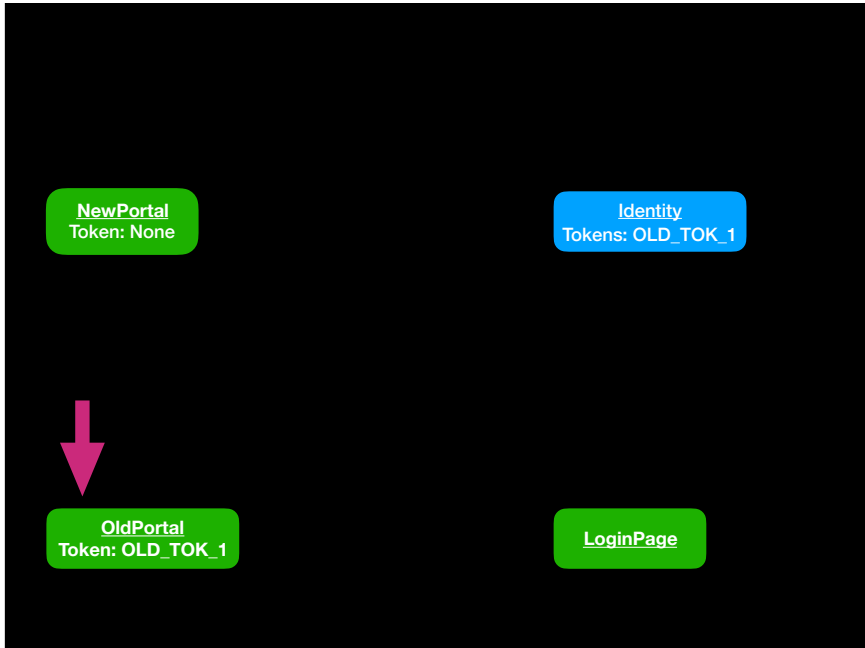 NewPortal
Token: None
Identity
Tokens: OLD_TOK_1
OldPortal
Token: OLD_TOK_1
LoginPage